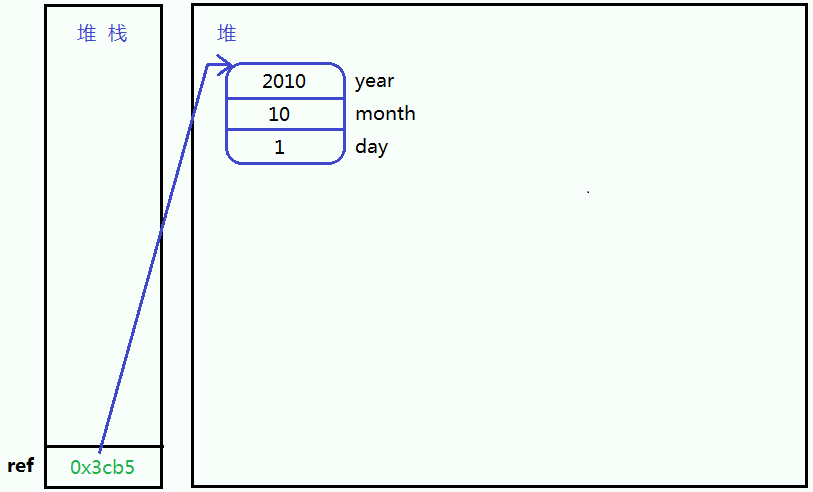 堆 栈
堆
2010 year
10 month
1 day
ref 0x3cb5